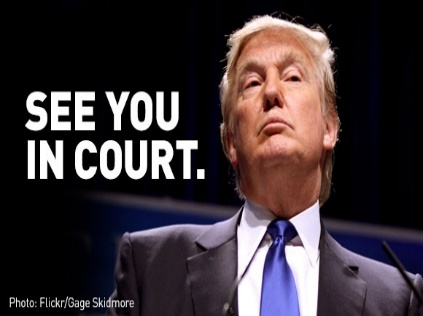 SEE YOU
IN COURT.
Photo: Flickr/Gage Skidmore